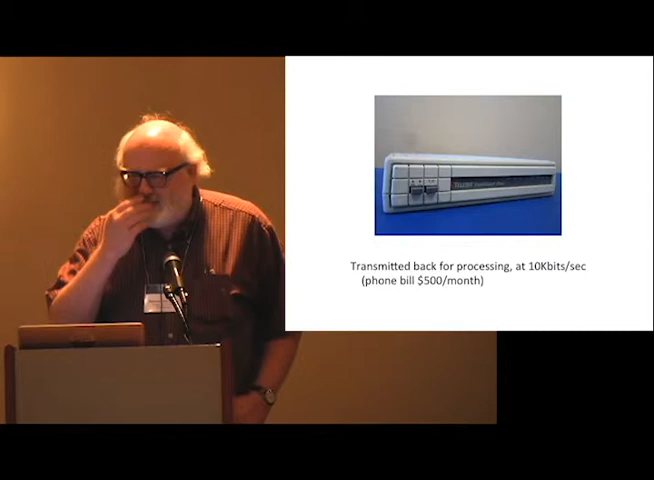 Transmitted back for processing, at 10Kbits/sec
(phone bill $500/month)